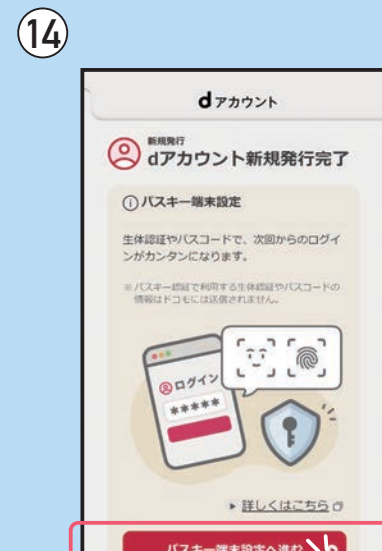 ⑭
dアカウント
新規発行
dアカウント新規発行完了
パスキー端末設定
生体認証やパスコードで、次回からのログイ
ンがカンタンになります。
※パスキー認証で利用する生体認証やパスコードの
情報はドコモには送信されません。
ログイン
*****
詳しくはこちら
パスキー端末設定へ進む